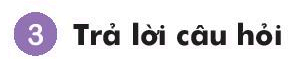 3 Trả lời câu hỏi